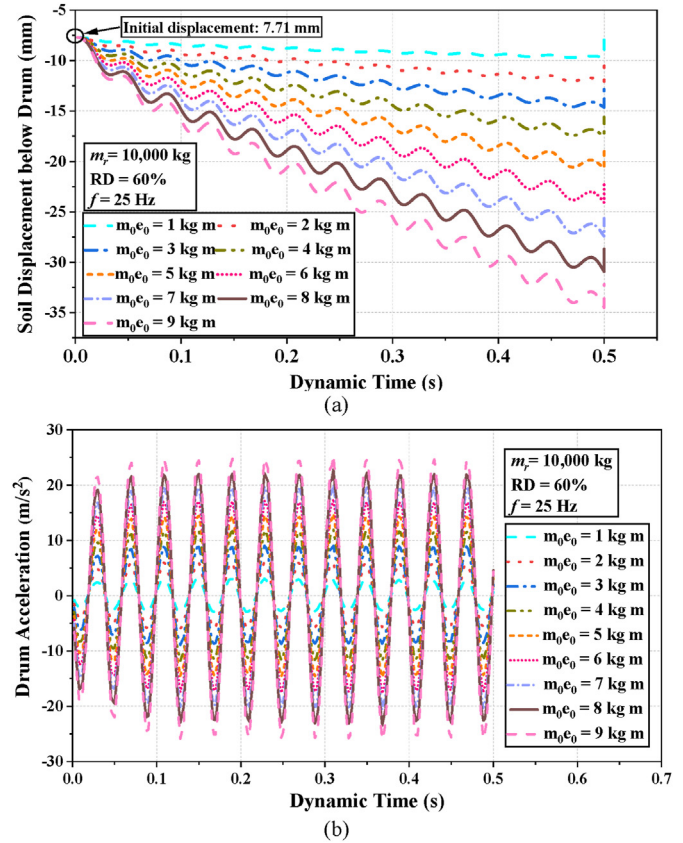 -5
Initial displacement: 7.71 mm
-10
-15
-20
-25
-30
-35
Soil Displacement below Drum (mm)
mᵣ = 10,000 kg
RD = 60%
f = 25 Hz
m₀e₀ = 1 kg m
m₀e₀ = 2 kg m
m₀e₀ = 3 kg m
m₀e₀ = 4 kg m
m₀e₀ = 5 kg m
m₀e₀ = 6 kg m
m₀e₀ = 7 kg m
m₀e₀ = 8 kg m
m₀e₀ = 9 kg m
0.0 0.1 0.2 0.3 0.4 0.5
Dynamic Time (s)
(a)
30
20
10
0
-10
-20
-30
Drum Acceleration (m/s²)
mᵣ= 10,000 kg
RD = 60%
f = 25 Hz
m₀e₀ = 1 kg m
m₀e₀ = 2 kg m
m₀e₀ = 3 kg m
m₀e₀ = 4 kg m
m₀e₀ = 5 kg m
m₀e₀ = 6 kg m
m₀e₀ = 7 kg m
m₀e₀ = 8 kg m
m₀e₀ = 9 kg m
0.0 0.1 0.2 0.3 0.4 0.5 0.6 0.7
Dynamic Time (s)
(b)